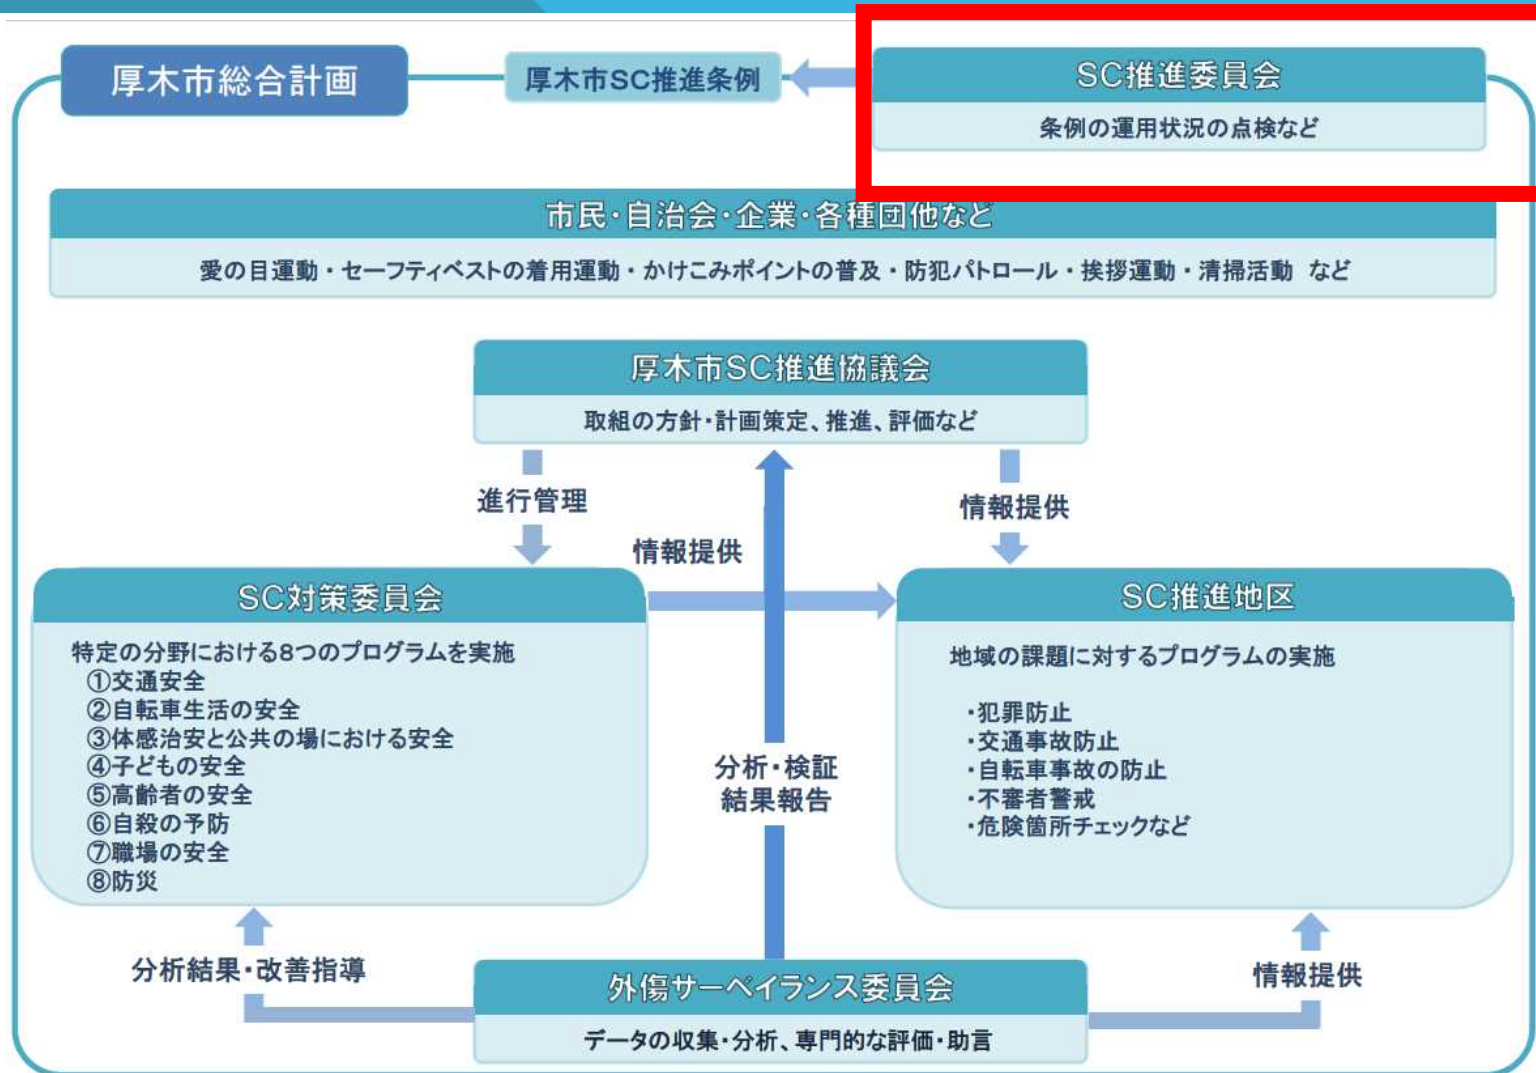 厚木市総合計画
厚木市SC推進条例
SC推進委員会
条例の運用状況の点検など
市民・自治会・企業・各種団他など
愛の目運動・セーフティベストの着用運動・かけこみポイントの普及・防犯パトロール・挨拶運動・清掃活動 など
厚木市SC推進協議会
取組の方針・計画策定、推進、評価など
進行管理
情報提供
情報提供
SC対策委員会
特定の分野における8つのプログラムを実施
①交通安全
②自転車生活の安全
③体感治安と公共の場における安全
④子どもの安全
⑤高齢者の安全
⑥自殺の予防
⑦職場の安全
⑧防災
SC推進地区
地域の課題に対するプログラムの実施
・犯罪防止
・交通事故防止
・自転車事故の防止
・不審者警戒
・危険箇所チェックなど
分析・検証
結果報告
分析結果・改善指導
情報提供
外傷サーベイランス委員会
データの収集・分析、専門的な評価・助言